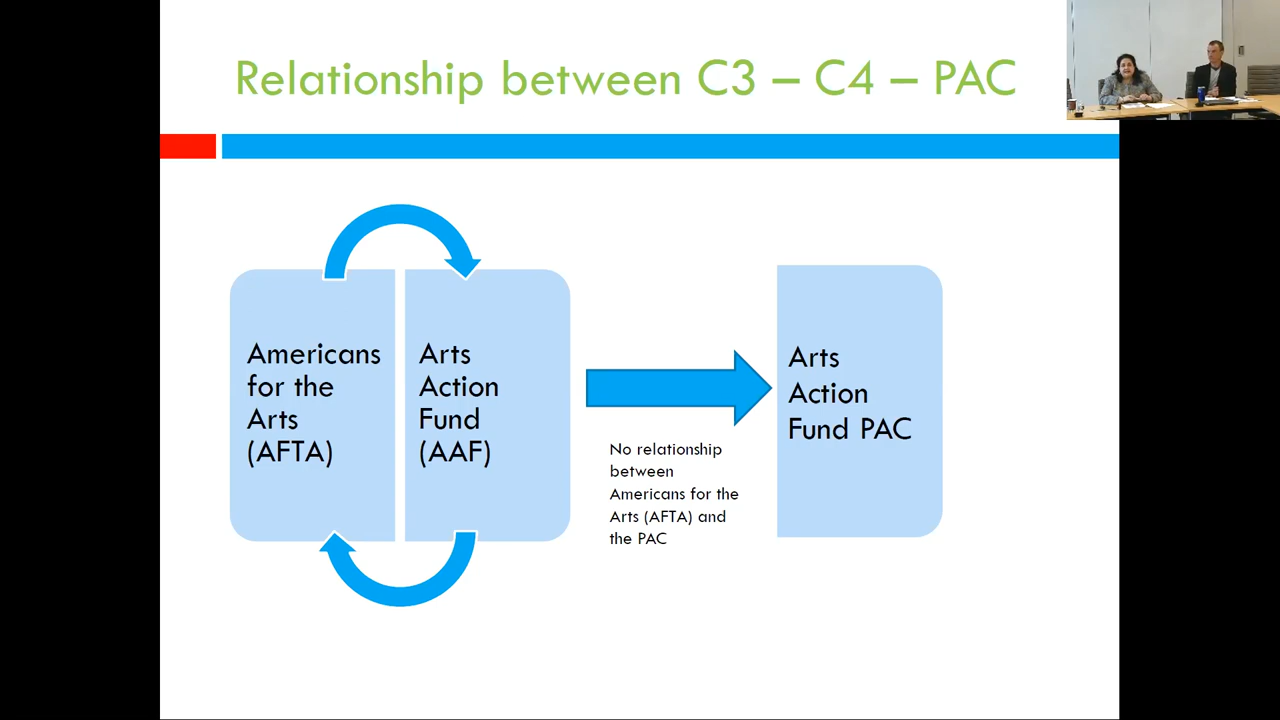 Relationship between C3 – C4 – PAC
Americans
for the
Arts
(AFTA)
Arts
Action
Fund
(AAF)
No relationship
between
Americans for the
Arts (AFTA) and
the PAC
Arts
Action
Fund PAC